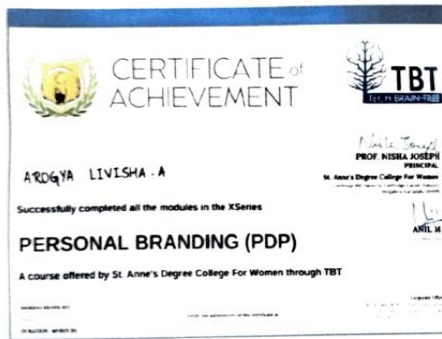 CERTIFICATE of
ACHIEVEMENT
TBT
TECH BRAIN-TREE
AROGYA LIVISHA.A
PROF. NISHA JOSEPH
PRINCIPAL
St. Anne's Degree College For Women
Successfully completed all the modules in the XSeries
ANIL M
PERSONAL BRANDING (PDP)
A course offered by St. Anne's Degree College For Women through TBT